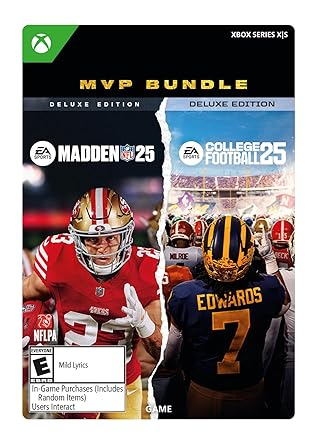 XBOX SERIES X|S
MVP BUNDLE
DELUXE EDITION
DELUXE EDITION
EA SPORTS MADDEN NFL 25
EA SPORTS COLLEGE FOOTBALL 25
MILROE
EDWARDS
7
23
NFLPA
EVERYONE
E
ESRB
Mild Lyrics
In-Game Purchases (Includes
Random Items)
Users Interact
GAME